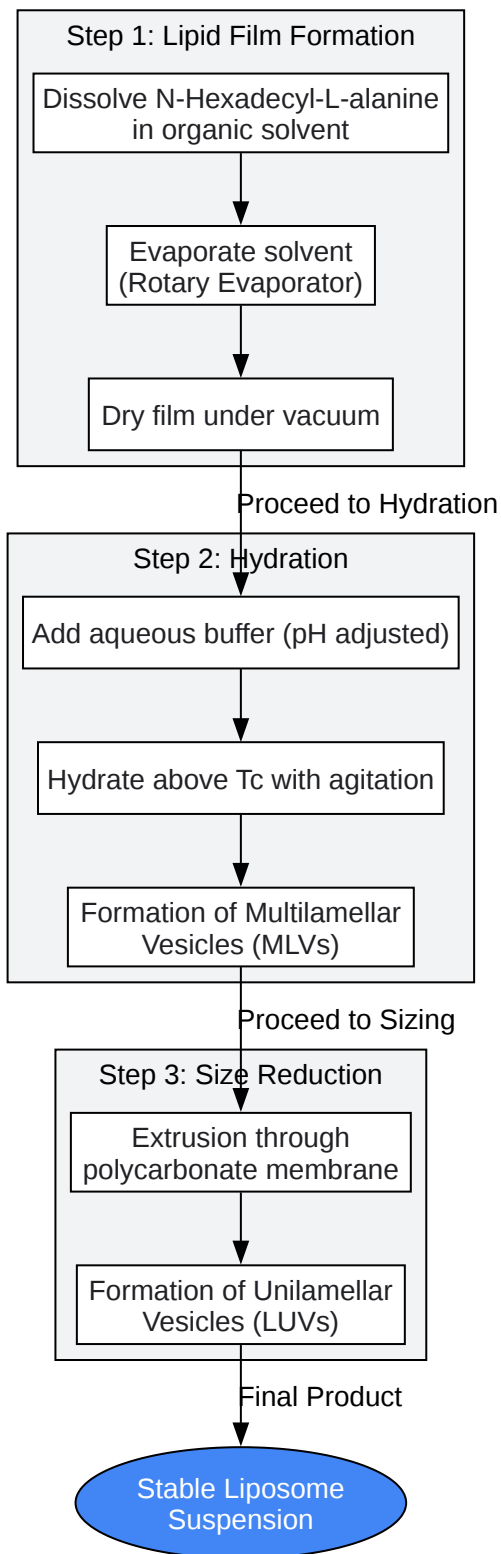 Step 1: Lipid Film Formation
Dissolve N-Hexadecyl-L-alanine
in organic solvent
Evaporate solvent
(Rotary Evaporator)
Dry film under vacuum
Proceed to Hydration
Step 2: Hydration
Add aqueous buffer (pH adjusted)
Hydrate above Tc with agitation
Formation of Multilamellar
Vesicles (MLVs)
Proceed to Sizing
Step 3: Size Reduction
Extrusion through
polycarbonate membrane
Formation of Unilamellar
Vesicles (LUVs)
Final Product
Stable Liposome
Suspension